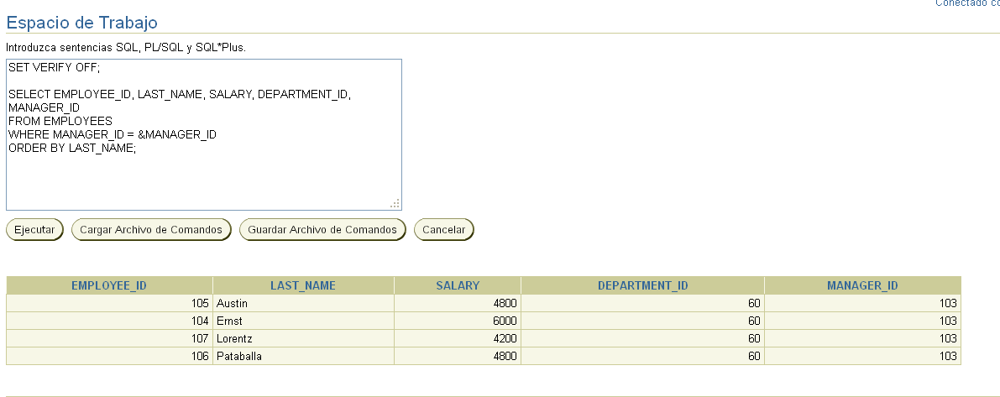 Conectado co
Espacio de Trabajo
Introduzca sentencias SQL, PL/SQL y SQL*Plus.
SET VERIFY OFF;
SELECT EMPLOYEE_ID, LAST_NAME, SALARY, DEPARTMENT_ID,
MANAGER_ID
FROM EMPLOYEES
WHERE MANAGER_ID = &MANAGER_ID
ORDER BY LAST_NAME;
Ejecutar Cargar Archivo de Comandos Guardar Archivo de Comandos Cancelar
EMPLOYEE_ID LAST_NAME SALARY DEPARTMENT_ID MANAGER_ID
105 Austin 4800 60 103
104 Ernst 6000 60 103
107 Lorentz 4200 60 103
106 Pataballa 4800 60 103